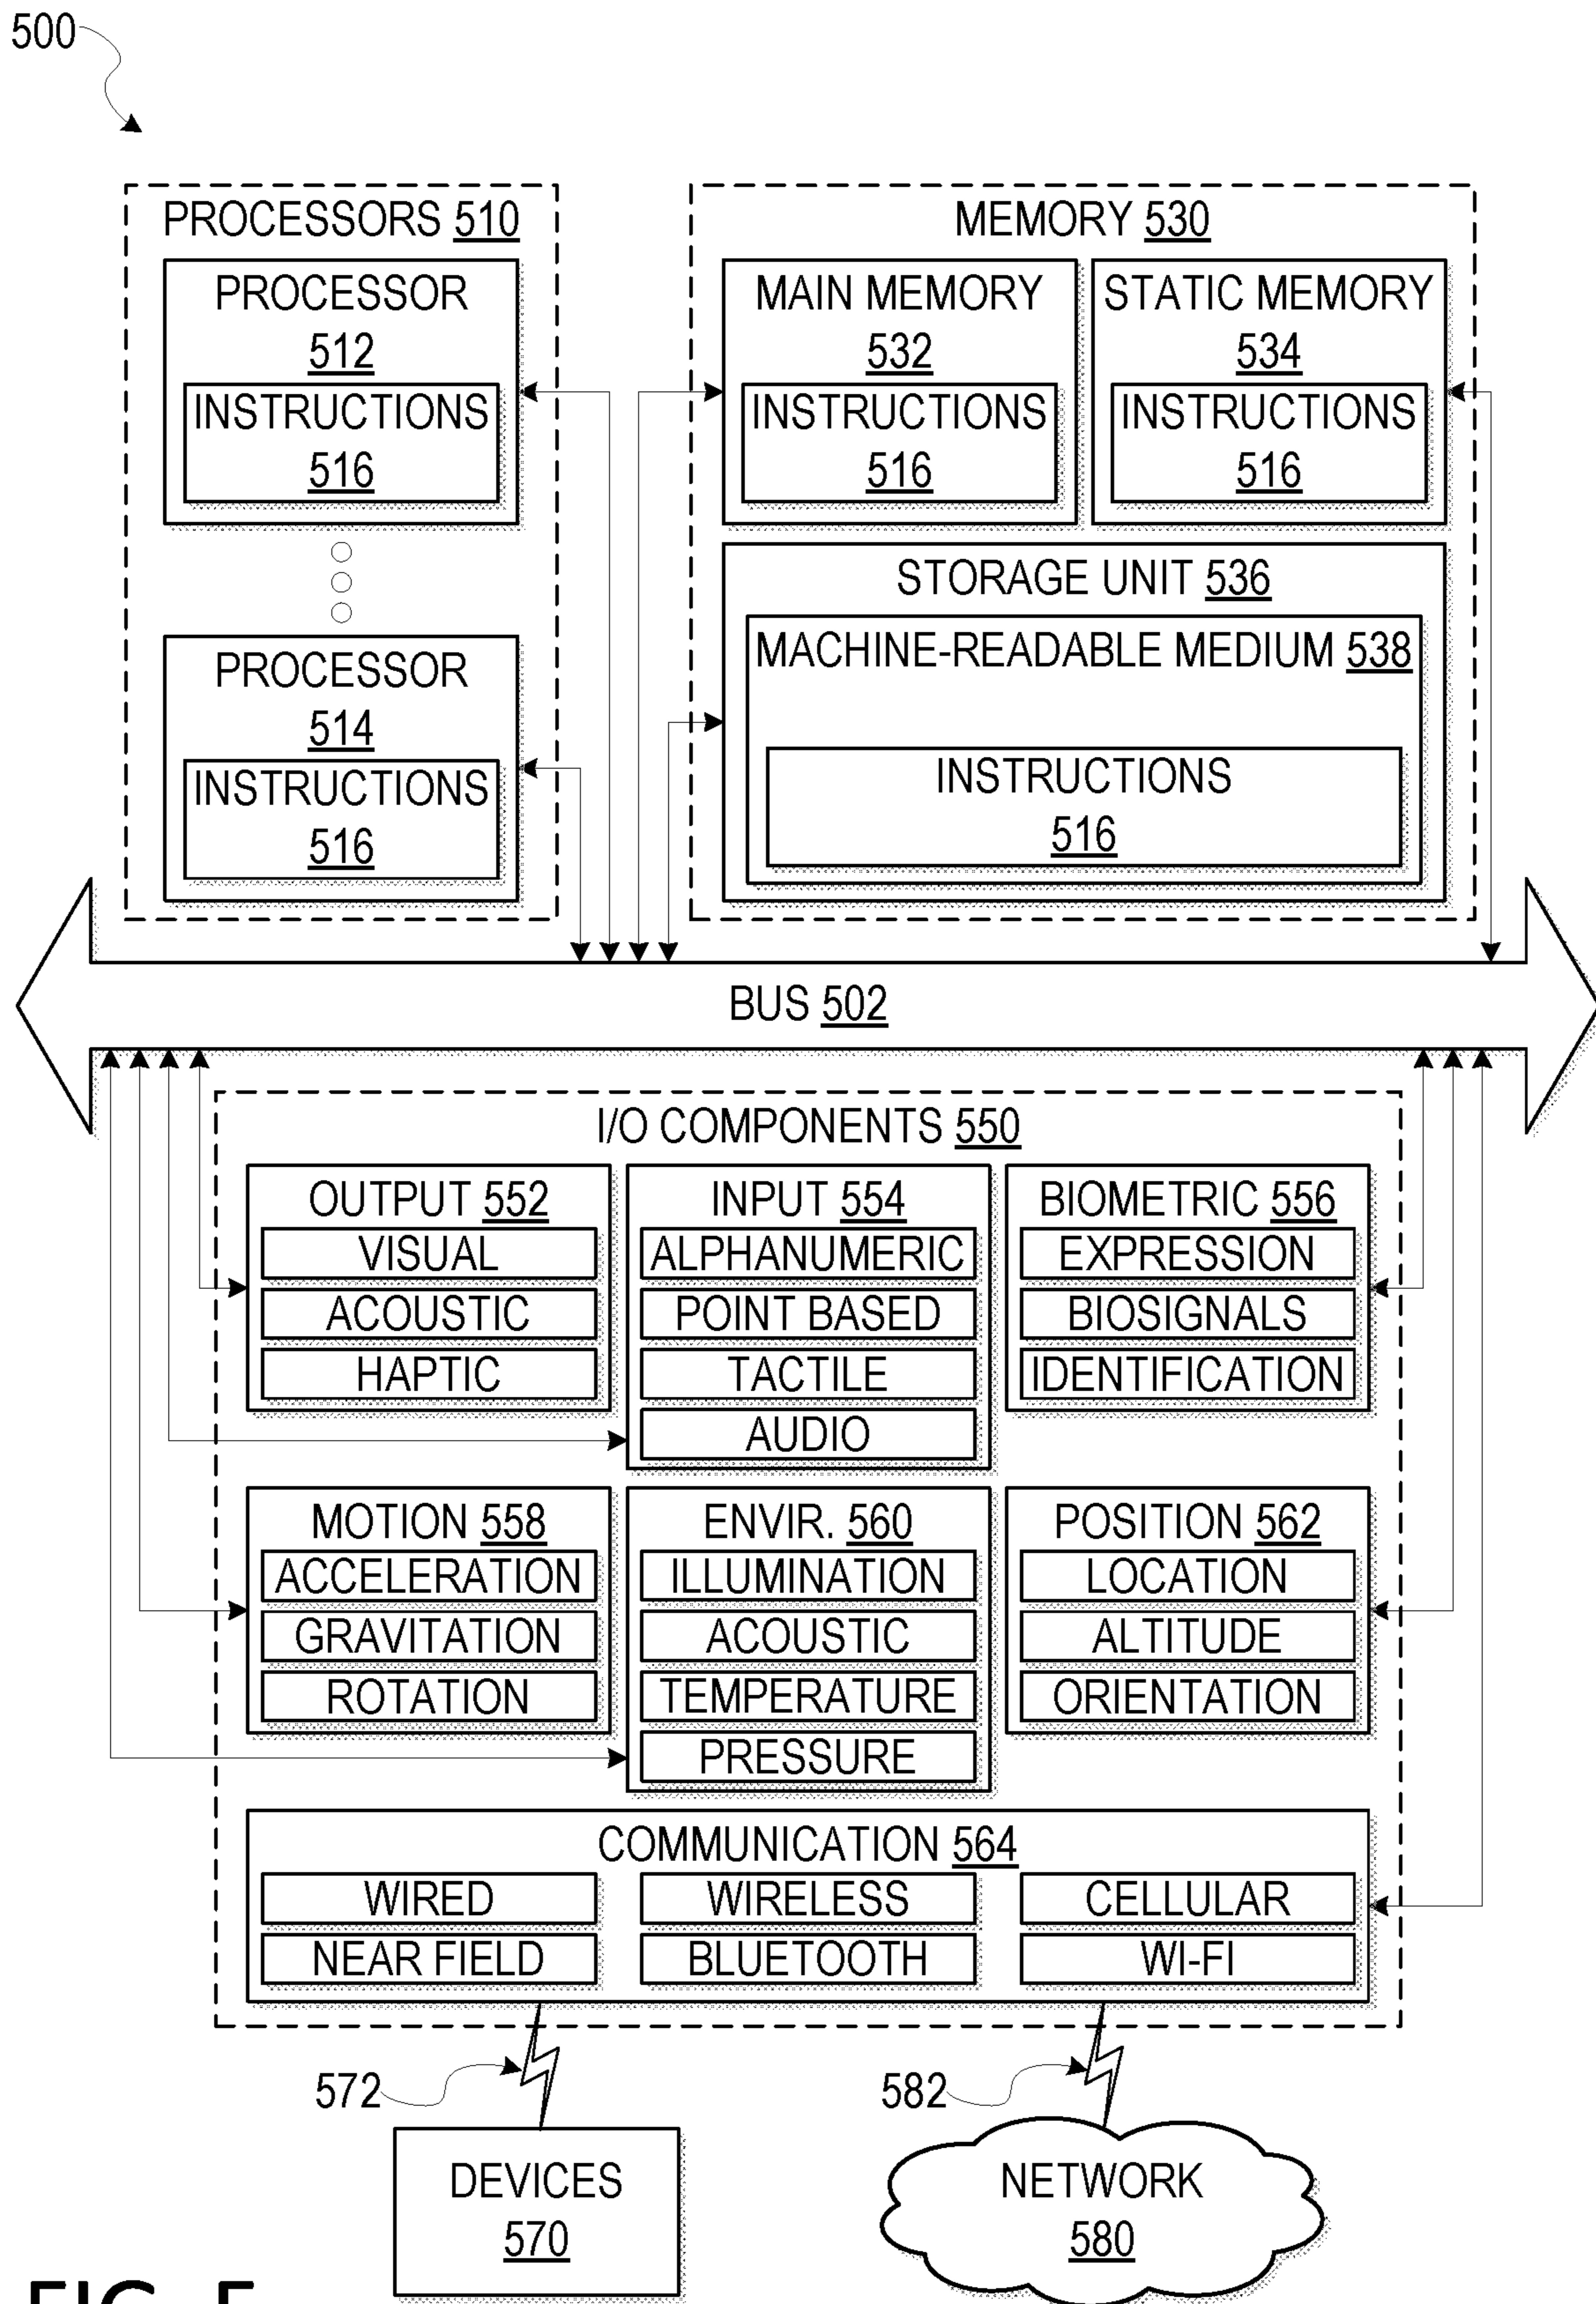 500
PROCESSORS 510
PROCESSOR
512
INSTRUCTIONS
516
PROCESSOR
514
INSTRUCTIONS
516
MEMORY 530
MAIN MEMORY
532
INSTRUCTIONS
516
STATIC MEMORY
534
INSTRUCTIONS
516
STORAGE UNIT 536
MACHINE-READABLE MEDIUM 538
INSTRUCTIONS
516
BUS 502
I/O COMPONENTS 550
OUTPUT 552
VISUAL
ACOUSTIC
HAPTIC
INPUT 554
ALPHANUMERIC
POINT BASED
TACTILE
AUDIO
BIOMETRIC 556
EXPRESSION
BIOSIGNALS
IDENTIFICATION
MOTION 558
ACCELERATION
GRAVITATION
ROTATION
ENVIR. 560
ILLUMINATION
ACOUSTIC
TEMPERATURE
PRESSURE
POSITION 562
LOCATION
ALTITUDE
ORIENTATION
COMMUNICATION 564
WIRED
WIRELESS
CELLULAR
NEAR FIELD
BLUETOOTH
WI-FI
572
582
DEVICES
570
NETWORK
580